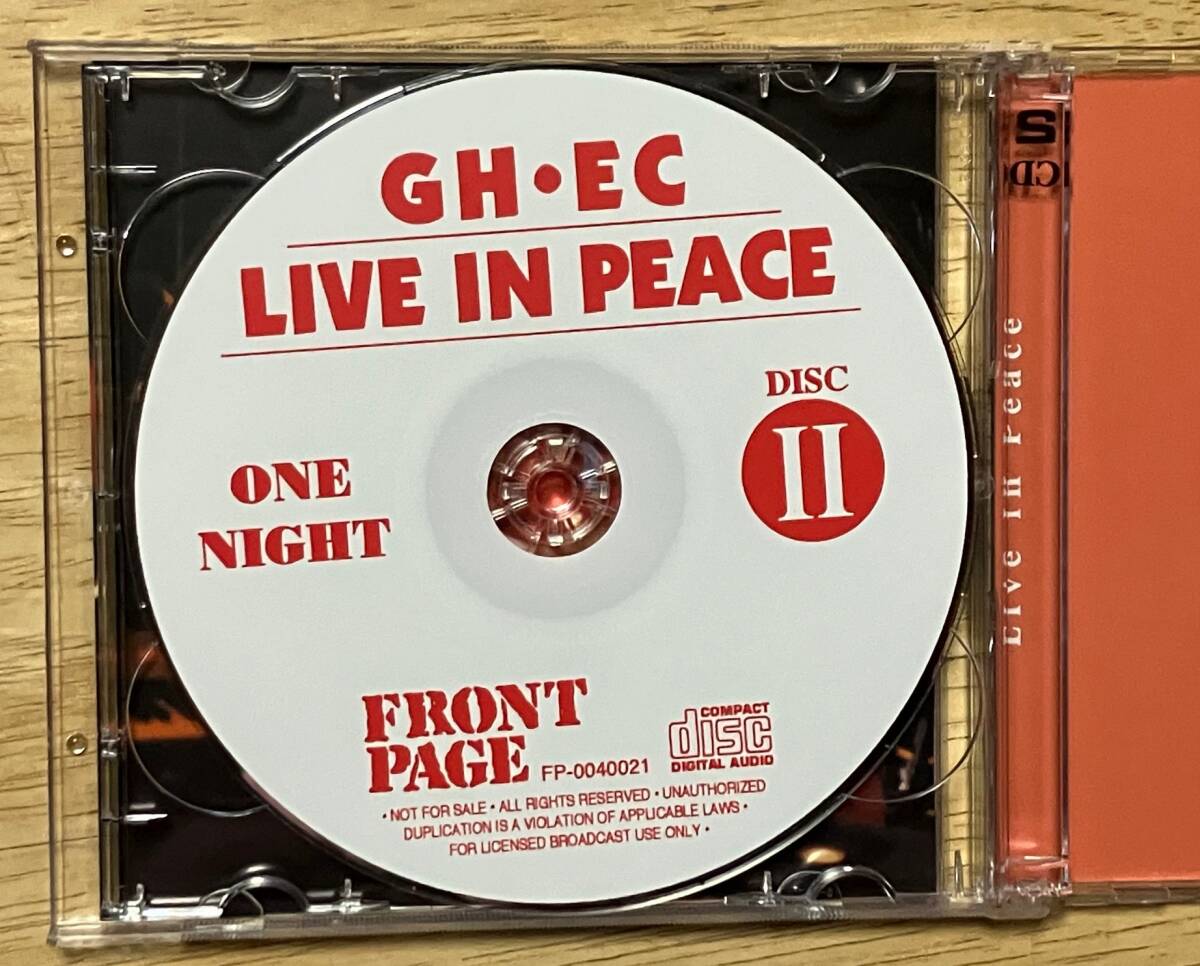 GH•EC
LIVE IN PEACE
DISC
II
ONE
NIGHT
FRONT
PAGE
FP-0040021
COMPACT
disc
DIGITAL AUDIO
• NOT FOR SALE • ALL RIGHTS RESERVED • UNAUTHORIZED
DUPLICATION IS A VIOLATION OF APPLICABLE LAWS •
FOR LICENSED BROADCAST USE ONLY •
Live In Peace
2
CD